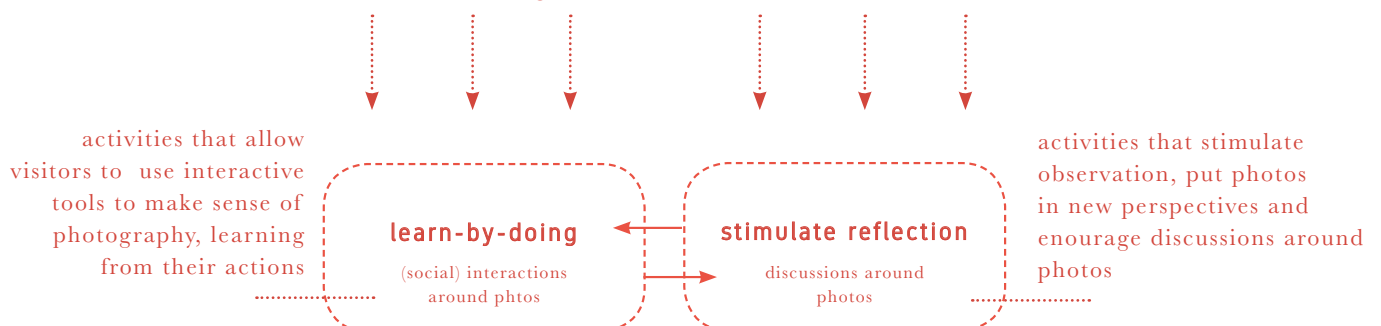 activities that allow
visitors to use interactive
tools to make sense of
photography, learning
from their actions
learn-by-doing
(social) interactions
around phtos
stimulate reflection
discussions around
photos
activities that stimulate
observation, put photos
in new perspectives and
enourage discussions around
photos